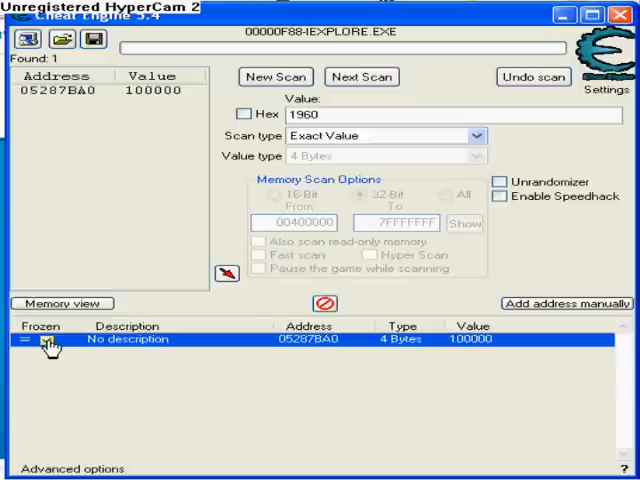 Unregistered HyperCam 2
Cheat Engine 5.4
00000F88-IEXPLORE.EXE
Found: 1
Address Value
05287BA0 100000
New Scan Next Scan Undo scan
Settings
Value:
Hex 1960
Scan type Exact Value
Value type 4 Bytes
Memory Scan Options
16-Bit 32-Bit All
From To
00400000 7FFFFFFF Show
Also scan read-only memory
Fast scan Hyper Scan
Pause the game while scanning
Unrandomizer
Enable Speedhack
Memory view Add address manually
Frozen Description Address Type Value
No description 05287BA0 4 Bytes 100000
Advanced options ?